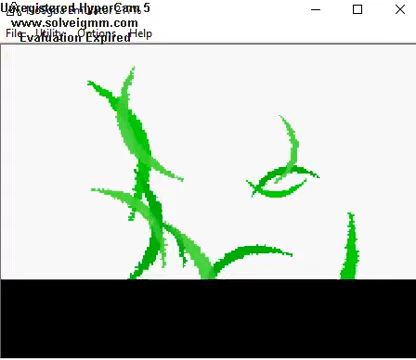 Unregistered HyperCam 5
www.solveigmm.com
Evaluation Expired
File Utility Options Help